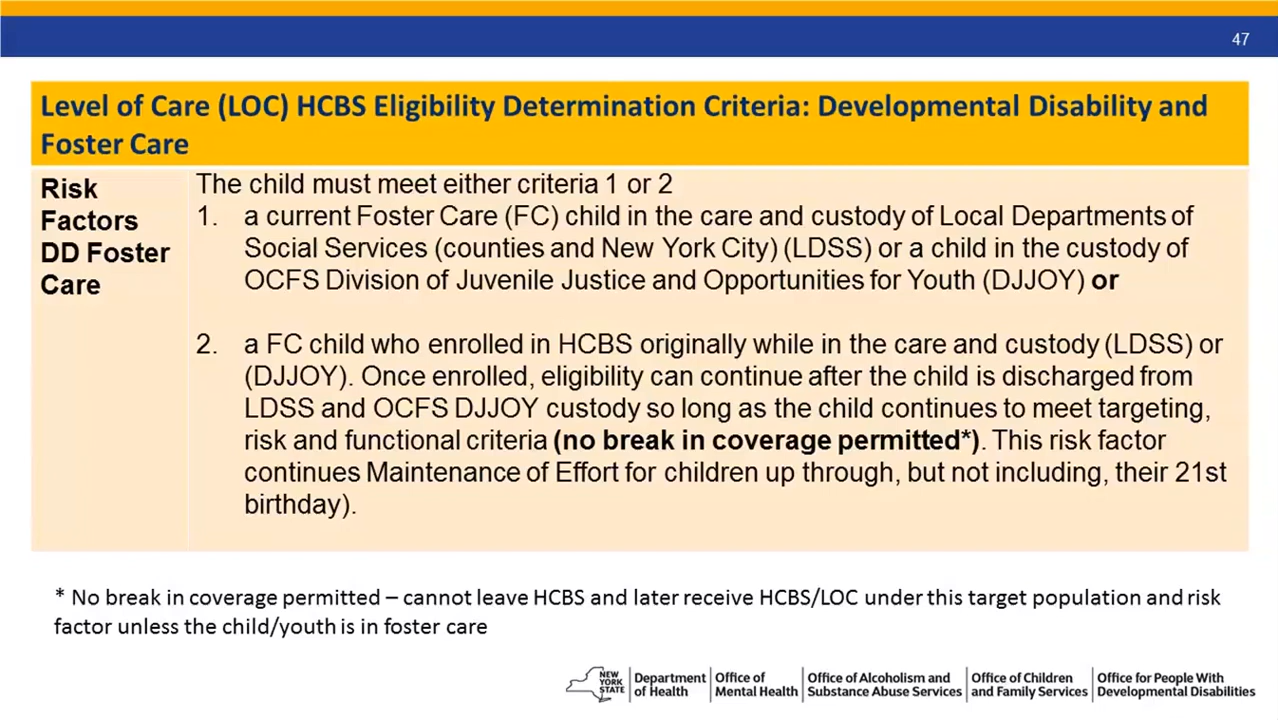 47
Level of Care (LOC) HCBS Eligibility Determination Criteria: Developmental Disability and
Foster Care
Risk
Factors
DD Foster
Care
The child must meet either criteria 1 or 2
1. a current Foster Care (FC) child in the care and custody of Local Departments of
Social Services (counties and New York City) (LDSS) or a child in the custody of
OCFS Division of Juvenile Justice and Opportunities for Youth (DJJOY) or
2. a FC child who enrolled in HCBS originally while in the care and custody (LDSS) or
(DJJOY). Once enrolled, eligibility can continue after the child is discharged from
LDSS and OCFS DJJOY custody so long as the child continues to meet targeting,
risk and functional criteria (no break in coverage permitted*). This risk factor
continues Maintenance of Effort for children up through, but not including, their 21st
birthday).
* No break in coverage permitted – cannot leave HCBS and later receive HCBS/LOC under this target population and risk
factor unless the child/youth is in foster care
NEW
YORK
STATE
Department
of Health
Office of
Mental Health
Office of Alcoholism and
Substance Abuse Services
Office of Children
and Family Services
Office for People With
Developmental Disabilities